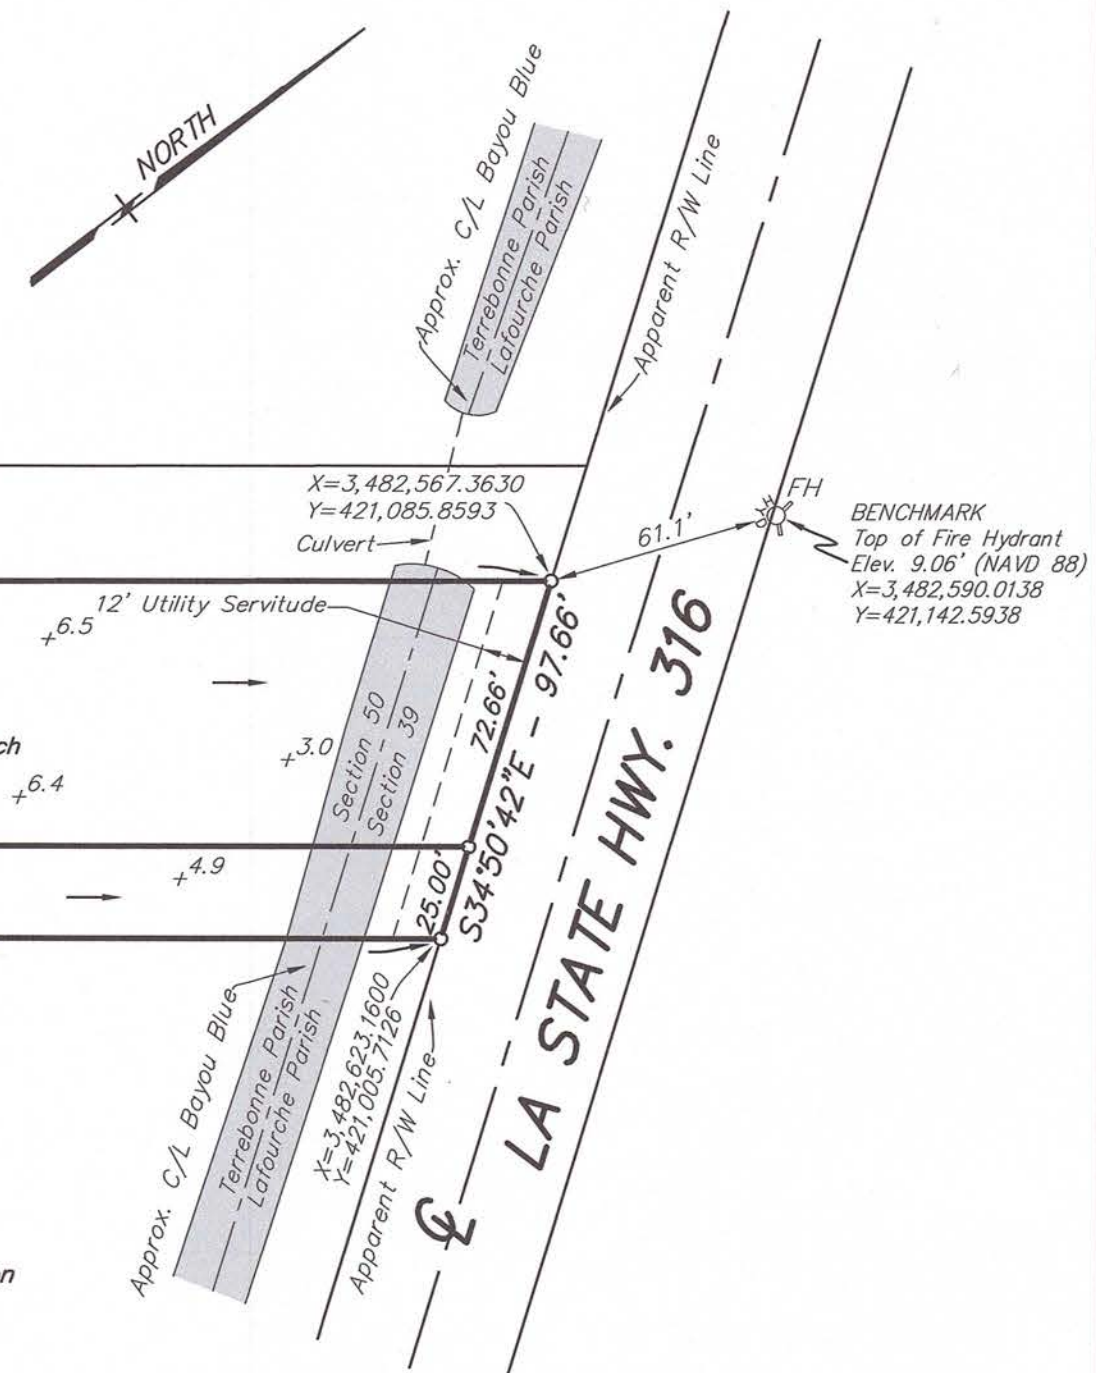 NORTH
Approx. C/L Bayou Blue
Terrebonne Parish
Lafourche Parish
Apparent R/W Line
X=3,482,567.3630
Y=421,085.8593
Culvert
FH
61.1'
BENCHMARK
Top of Fire Hydrant
Elev. 9.06' (NAVD 88)
X=3,482,590.0138
Y=421,142.5938
12' Utility Servitude
+6.5
72.66'
S34°50'42"E - 97.66'
Section 50
Section 39
+3.0
ch
+6.4
+4.9
25.00'
LA STATE HWY. 316
Approx. C/L Bayou Blue
Terrebonne Parish
Lafourche Parish
X=3,482,623.1600
Y=421,005.7126
Apparent R/W Line
℄